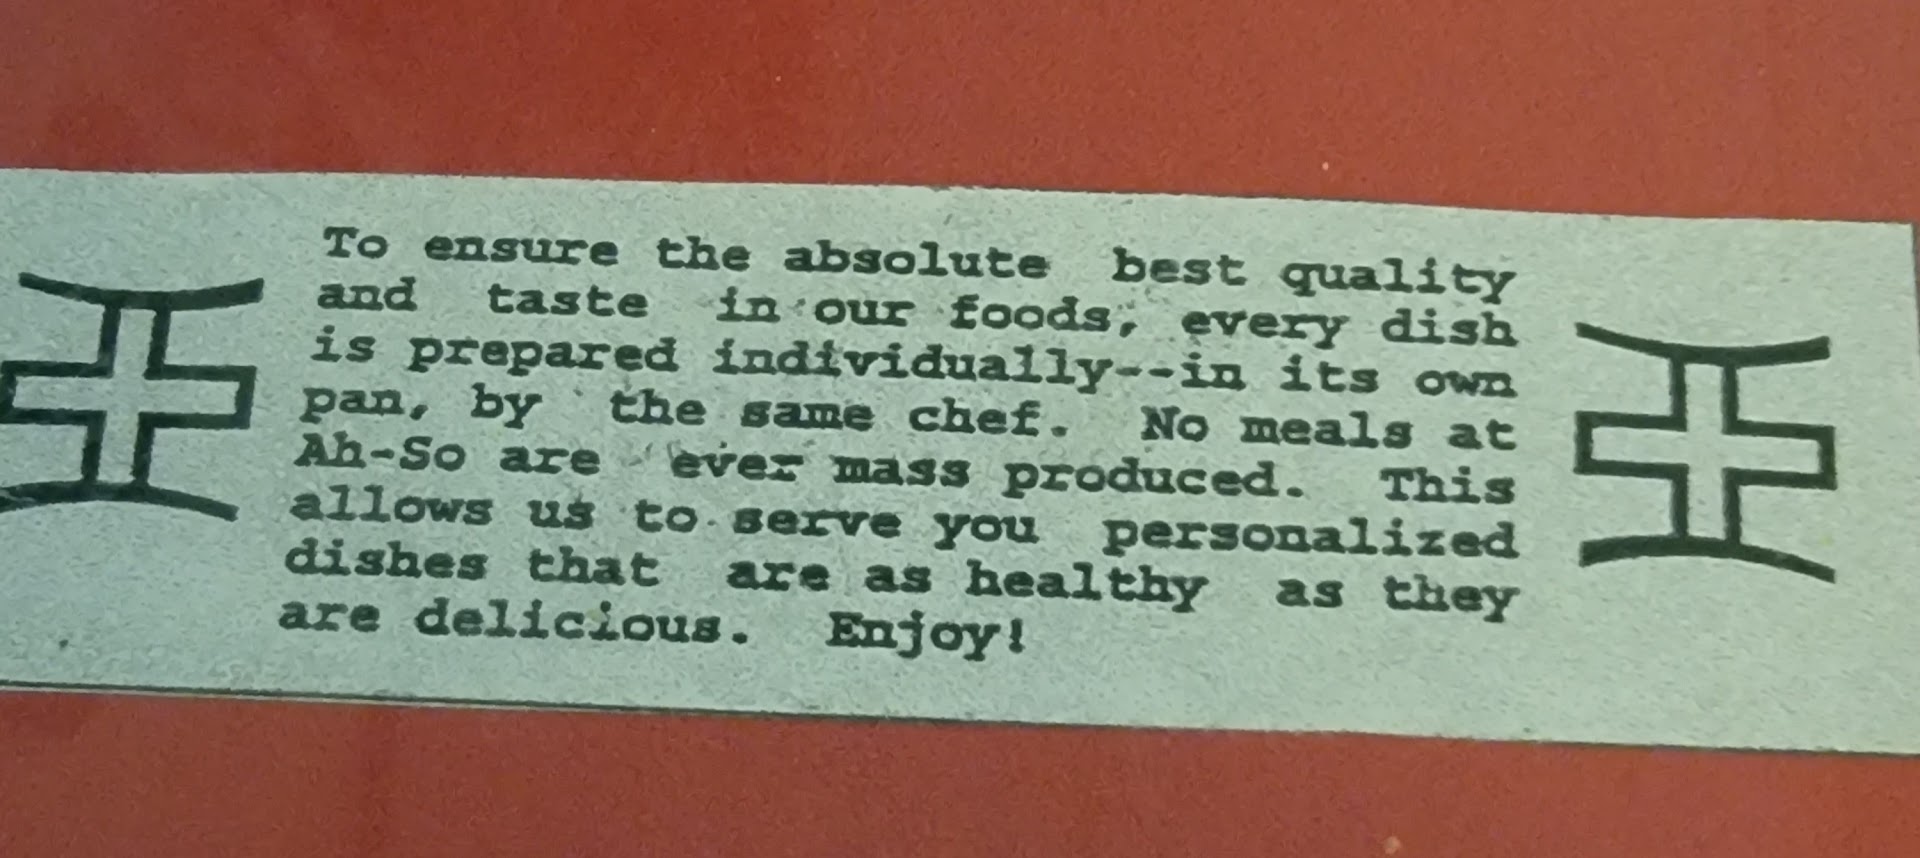 To ensure the absolute best quality
and taste in our foods, every dish
is prepared individually--in its own
pan, by the same chef. No meals at
Ah-So are ever mass produced. This
allows us to serve you personalized
dishes that are as healthy as they
are delicious. Enjoy!